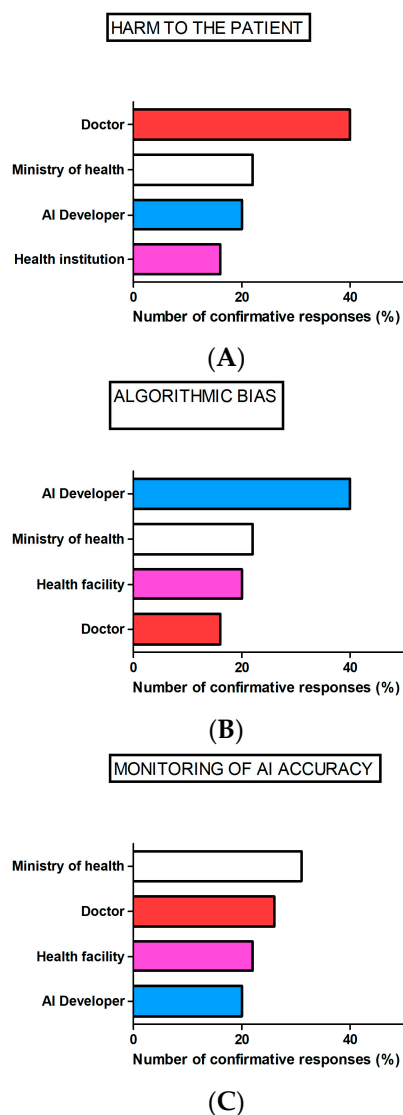 HARM TO THE PATIENT
Doctor
Ministry of health
AI Developer
Health institution
0 20 40
Number of confirmative responses (%)
(A)
ALGORITHMIC BIAS
AI Developer
Ministry of health
Health facility
Doctor
0 20 40
Number of confirmative responses (%)
(B)
MONITORING OF AI ACCURACY
Ministry of health
Doctor
Health facility
AI Developer
0 20 40
Number of confirmative responses (%)
(C)